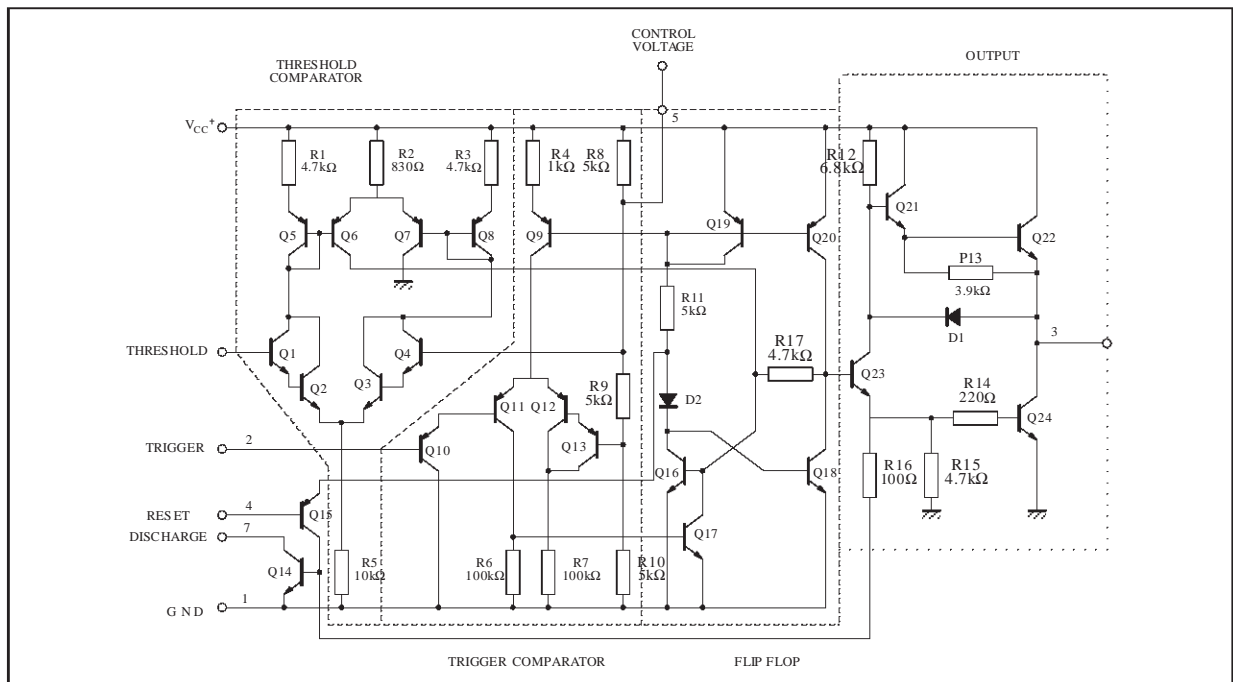 CONTROL
VOLTAGE
THRESHOLD
COMPARATOR
OUTPUT
5
VCC+
R1
4.7kΩ
R2
830Ω
R3
4.7kΩ
R4
1kΩ
R8
5kΩ
R12
6.8kΩ
Q5
Q6
Q7
Q8
Q9
Q19
Q20
Q21
Q22
P13
3.9kΩ
R11
5kΩ
D1
3
THRESHOLD
Q1
Q2
Q3
Q4
R17
4.7kΩ
Q23
R9
5kΩ
D2
R14
220Ω
Q24
Q11
Q12
Q13
TRIGGER
2
Q10
Q16
Q18
R16
100Ω
R15
4.7kΩ
RESET
4
Q15
DISCHARGE
7
Q17
Q14
R5
10kΩ
R6
100kΩ
R7
100kΩ
R10
5kΩ
GND
1
TRIGGER COMPARATOR
FLIP FLOP